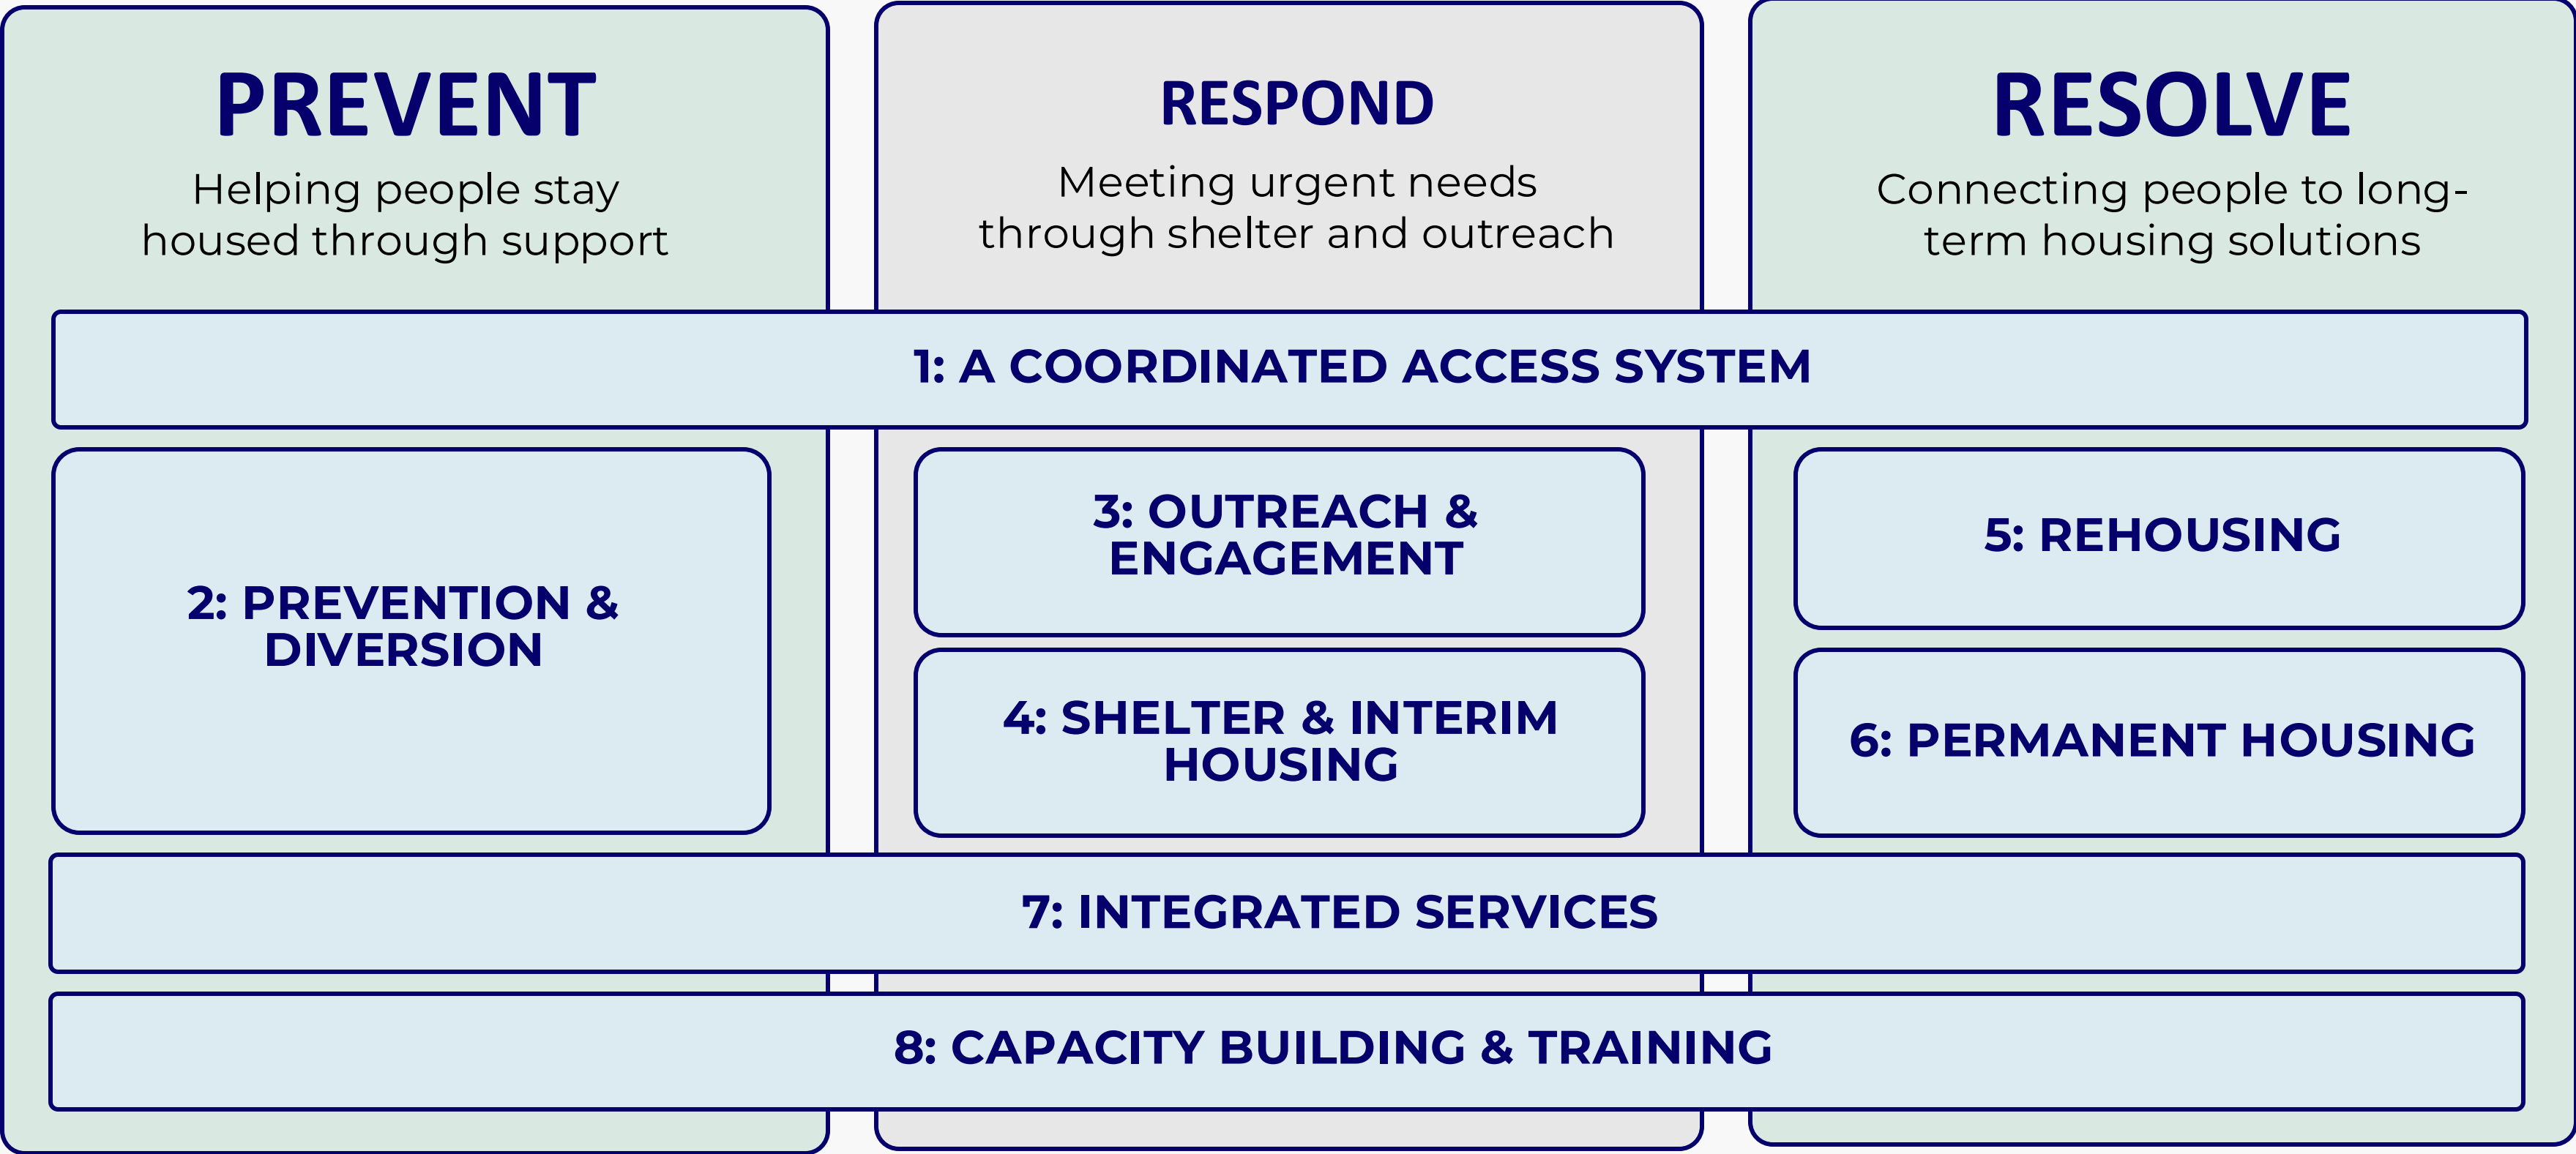 PREVENT
Helping people stay
housed through support
RESPOND
Meeting urgent needs
through shelter and outreach
RESOLVE
Connecting people to long-
term housing solutions
1: A COORDINATED ACCESS SYSTEM
2: PREVENTION &
DIVERSION
3: OUTREACH &
ENGAGEMENT
4: SHELTER & INTERIM
HOUSING
5: REHOUSING
6: PERMANENT HOUSING
7: INTEGRATED SERVICES
8: CAPACITY BUILDING & TRAINING